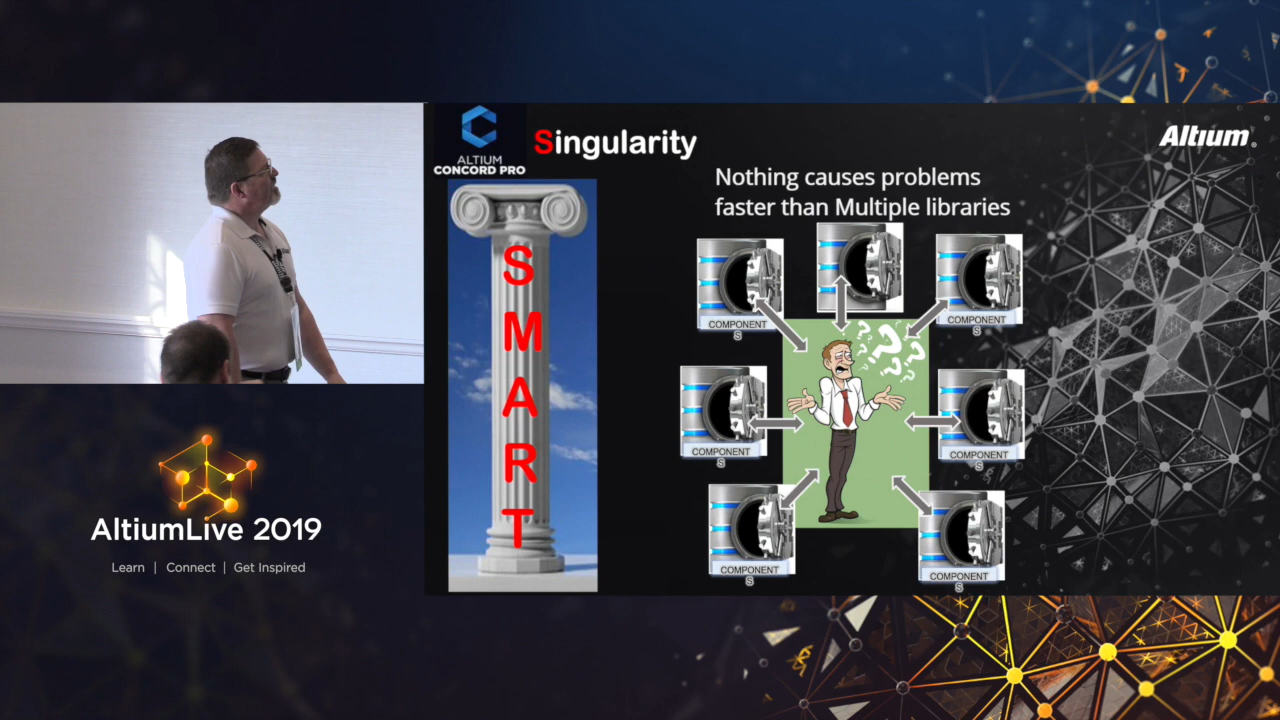 ALTIUM
CONCORD PRO
Singularity
Altium®
Nothing causes problems
faster than Multiple libraries
S
M
A
R
T
COMPONENT
S
COMPONENT
S
COMPONENT
S
COMPONENT
S
COMPONENT
S
COMPONENT
S
???
AltiumLive 2019
Learn | Connect | Get Inspired